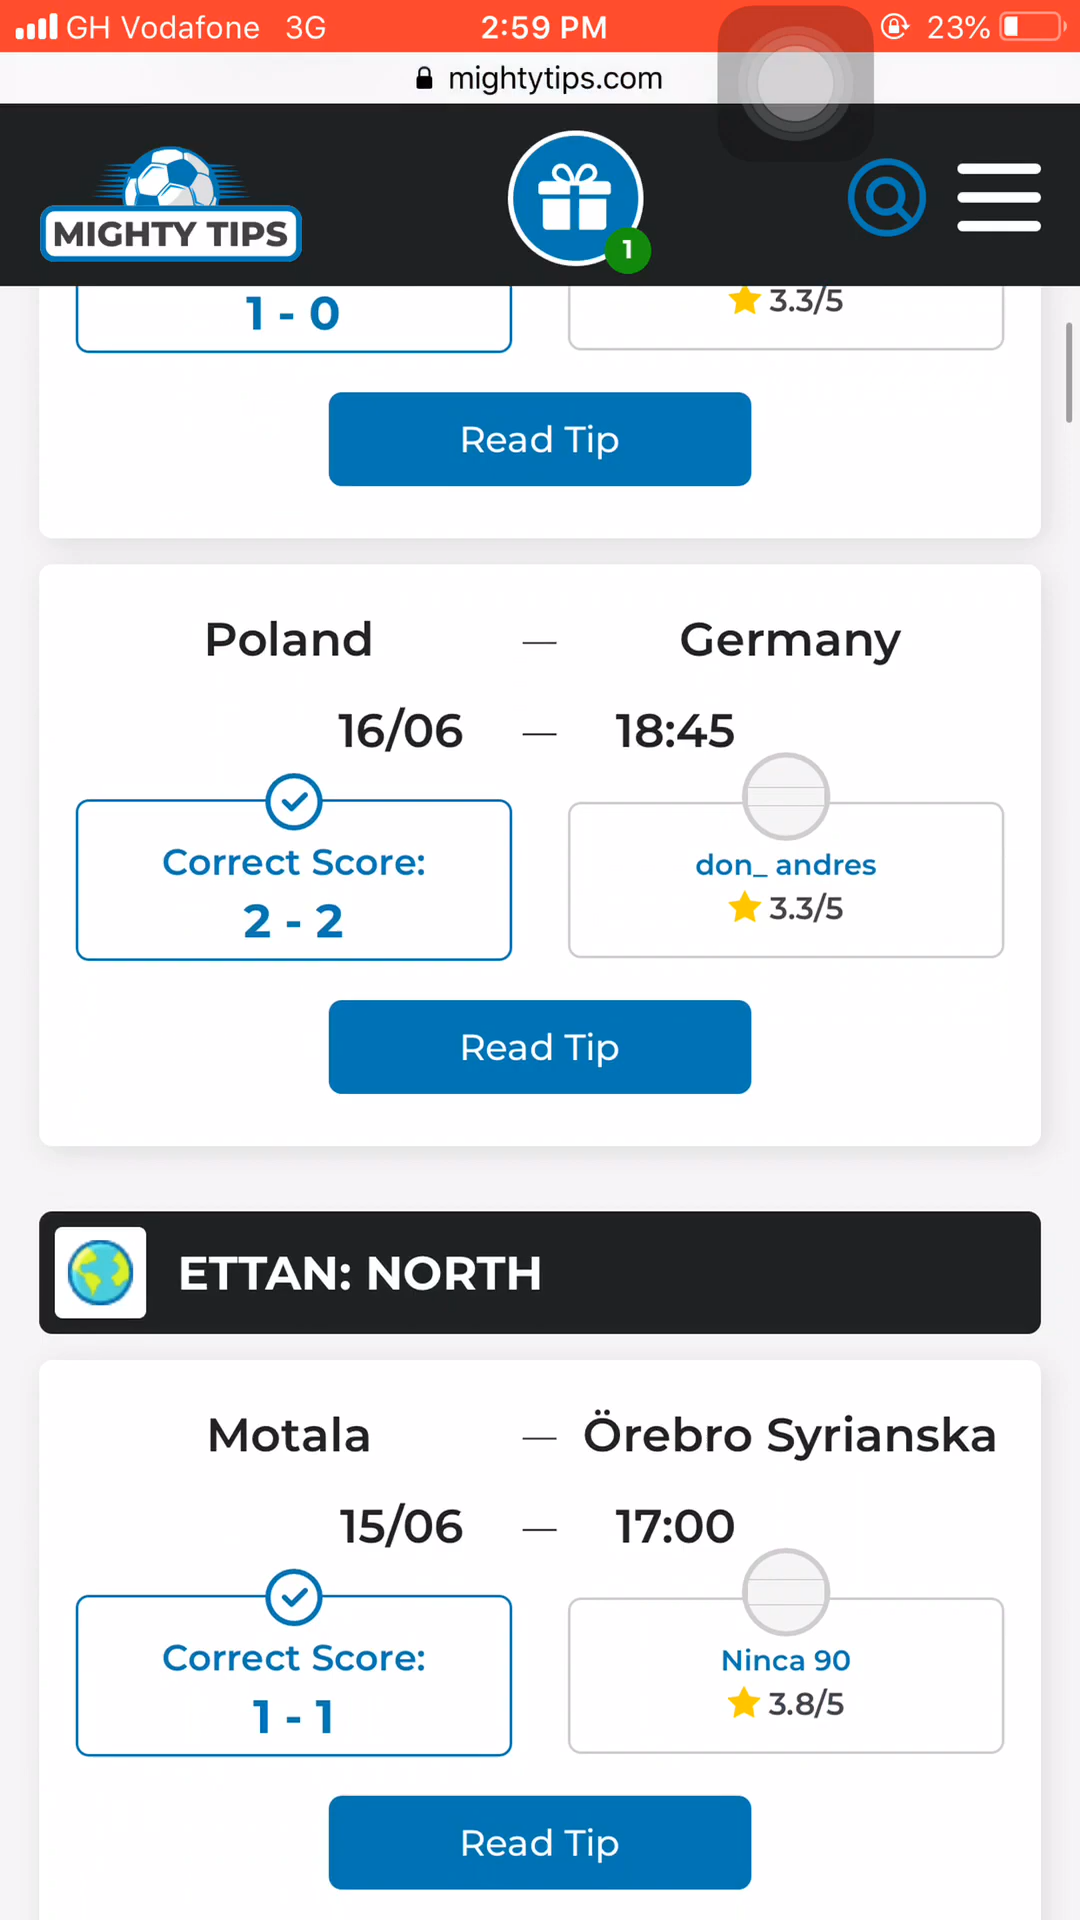 GH Vodafone 3G 2:59 PM 23%
mightytips.com
MIGHTY TIPS
1
1 - 0
3.3/5
Read Tip
Poland — Germany
16/06 — 18:45
Correct Score:
2 - 2
don_ andres
3.3/5
Read Tip
ETTAN: NORTH
Motala — Örebro Syrianska
15/06 — 17:00
Correct Score:
1 - 1
Ninca 90
3.8/5
Read Tip